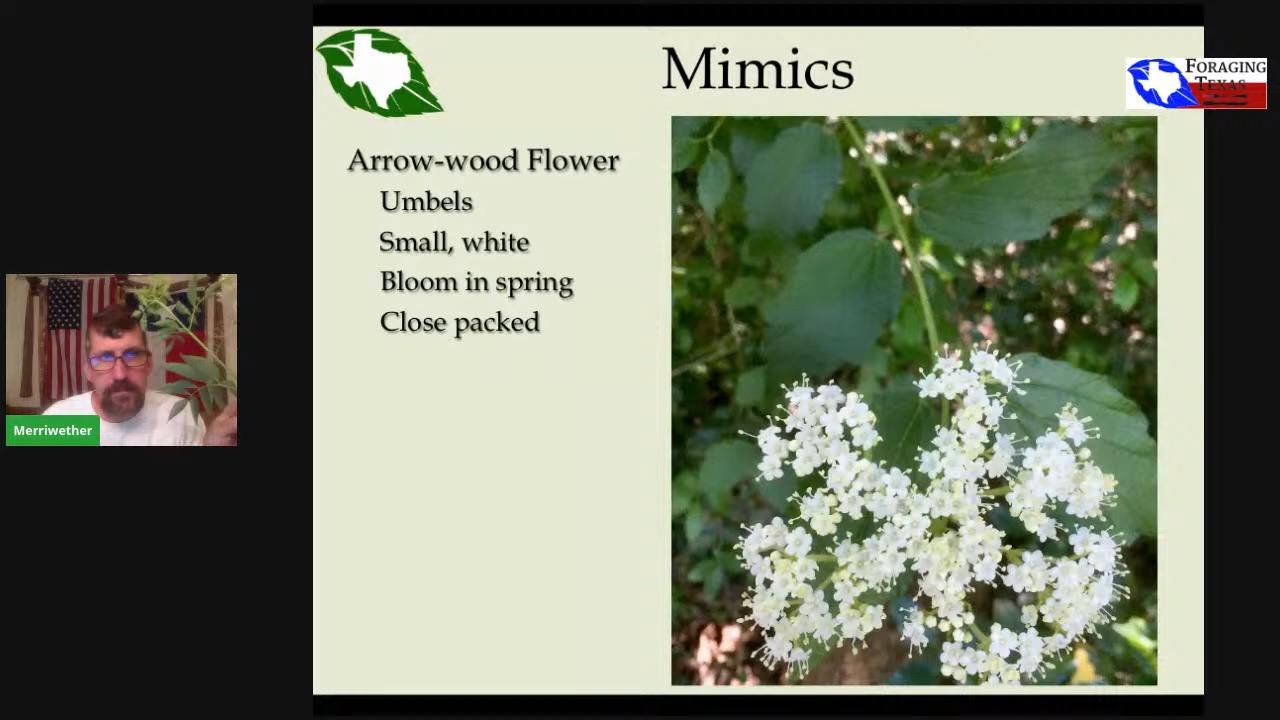 Mimics
FORAGING
TEXAS
Arrow-wood Flower
Umbels
Small, white
Bloom in spring
Close packed
Merriwether